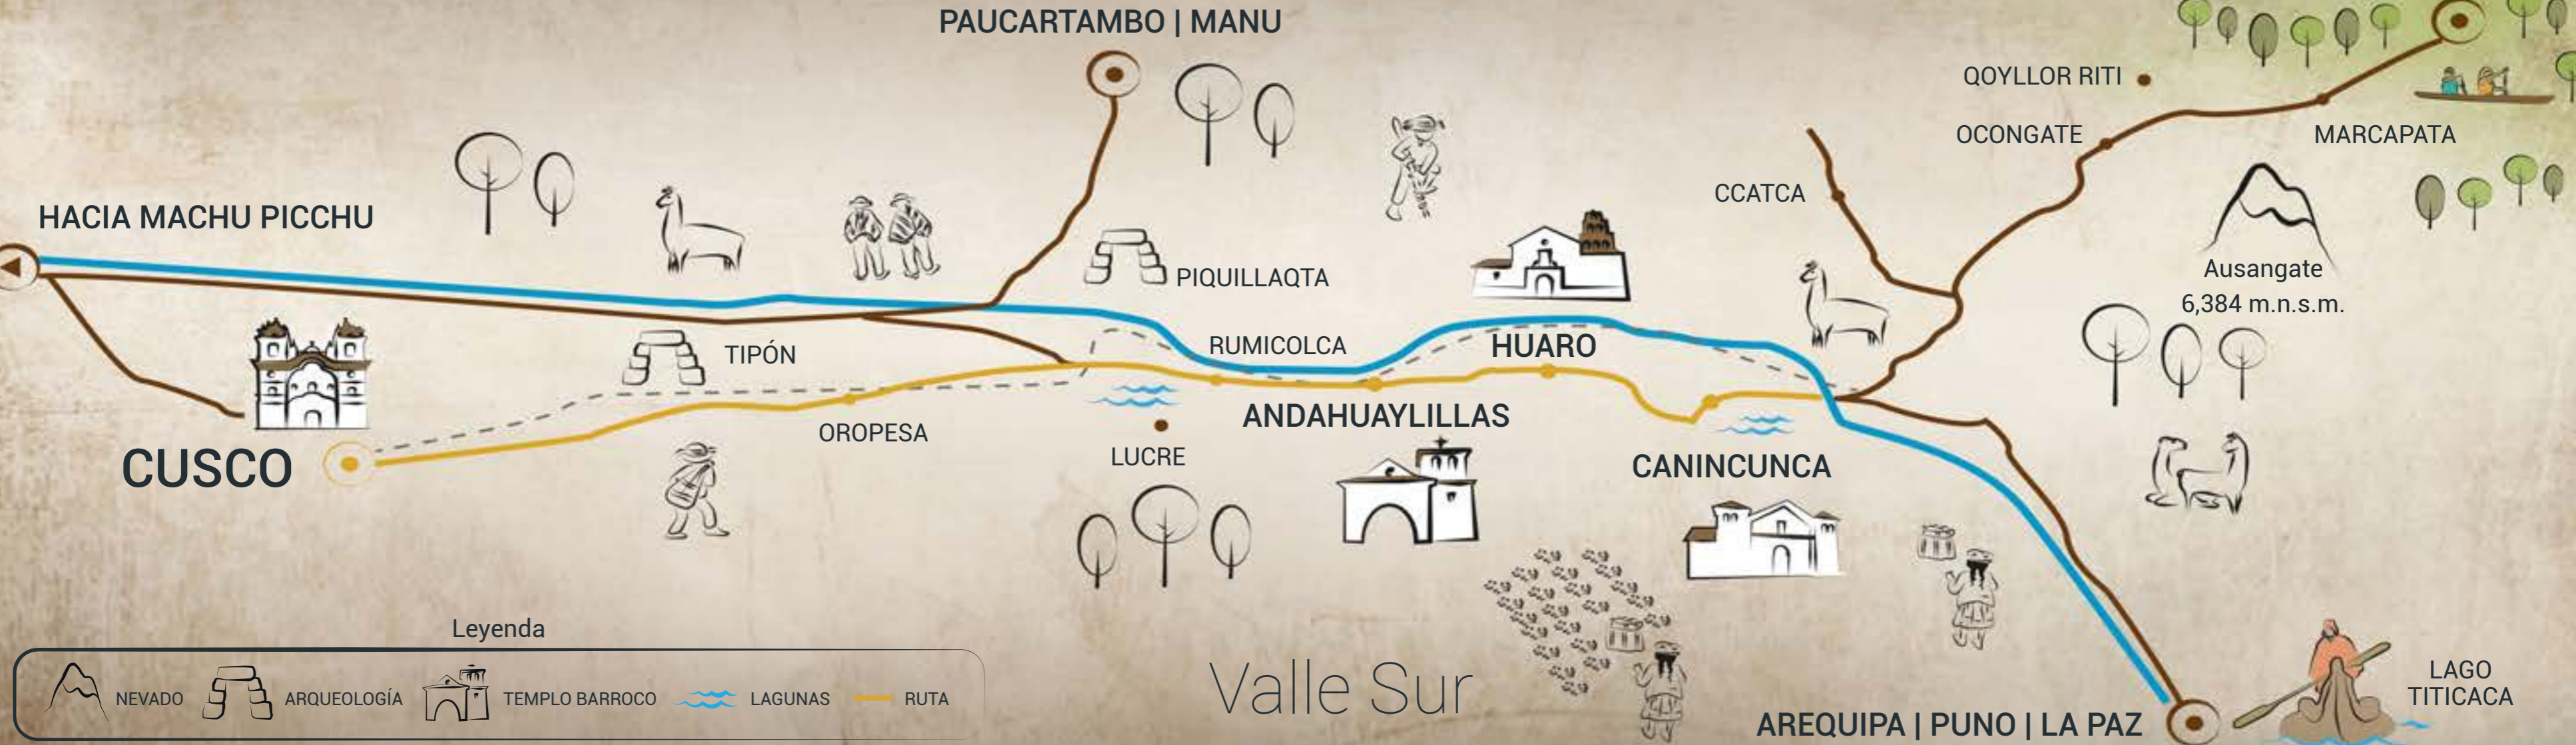 PAUCARTAMBO | MANU
QOYLLOR RITI
OCONGATE
MARCAPATA
CCATCA
HACIA MACHU PICCHU
Ausangate
6,384 m.n.s.m.
PIQUILLAQTA
TIPÓN
RUMICOLCA
HUARO
OROPESA
ANDAHUAYLILLAS
LUCRE
CANINCUNCA
CUSCO
Leyenda
NEVADO
ARQUEOLOGÍA
TEMPLO BARROCO
LAGUNAS
RUTA
Valle Sur
AREQUIPA | PUNO | LA PAZ
LAGO
TITICACA